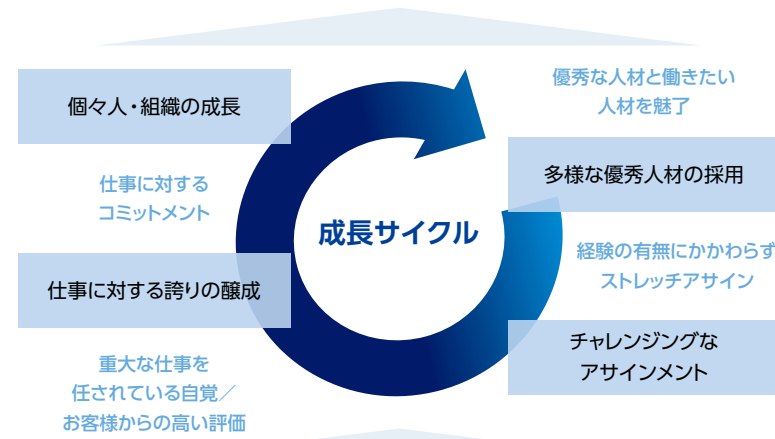 成長サイクル
優秀な人材と働きたい
人材を魅了
多様な優秀人材の採用
経験の有無にかかわらず
ストレッチアサイン
チャレンジングな
アサインメント
重大な仕事を
任されている自覚／
お客様からの高い評価
仕事に対する誇りの醸成
仕事に対する
コミットメント
個々人・組織の成長